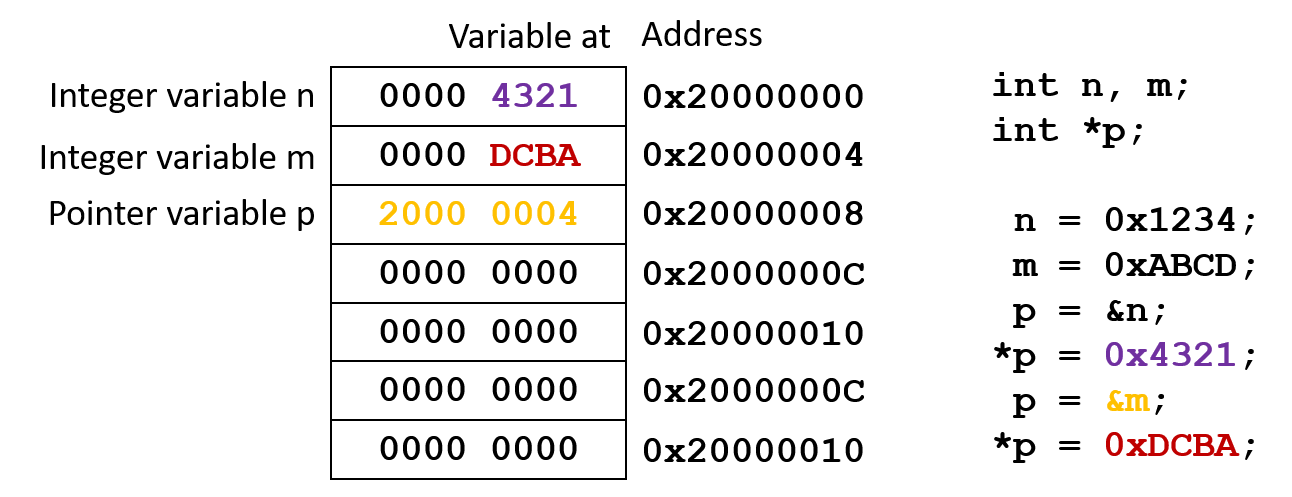 Variable at Address
Integer variable n 0000 4321 0x20000000
Integer variable m 0000 DCBA 0x20000004
Pointer variable p 2000 0004 0x20000008
0000 0000 0x2000000C
0000 0000 0x20000010
0000 0000 0x2000000C
0000 0000 0x20000010
int n, m;
int *p;
n = 0x1234;
m = 0xABCD;
p = &n;
*p = 0x4321;
p = &m;
*p = 0xDCBA;